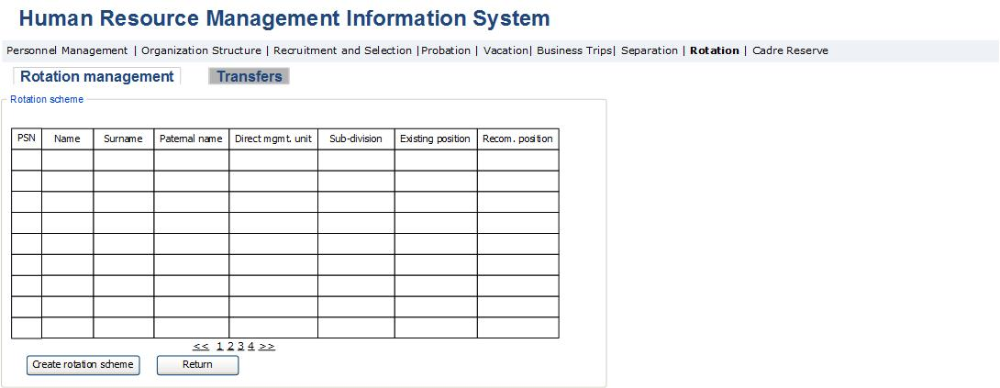 Human Resource Management Information System
Personnel Management | Organization Structure | Recruitment and Selection |Probation | Vacation| Business Trips| Separation | Rotation | Cadre Reserve
Rotation management Transfers
Rotation scheme
PSN Name Surname Paternal name Direct mgmt. unit Sub-division Existing position Recom. position
<< 1 2 3 4 >>
Create rotation scheme Return